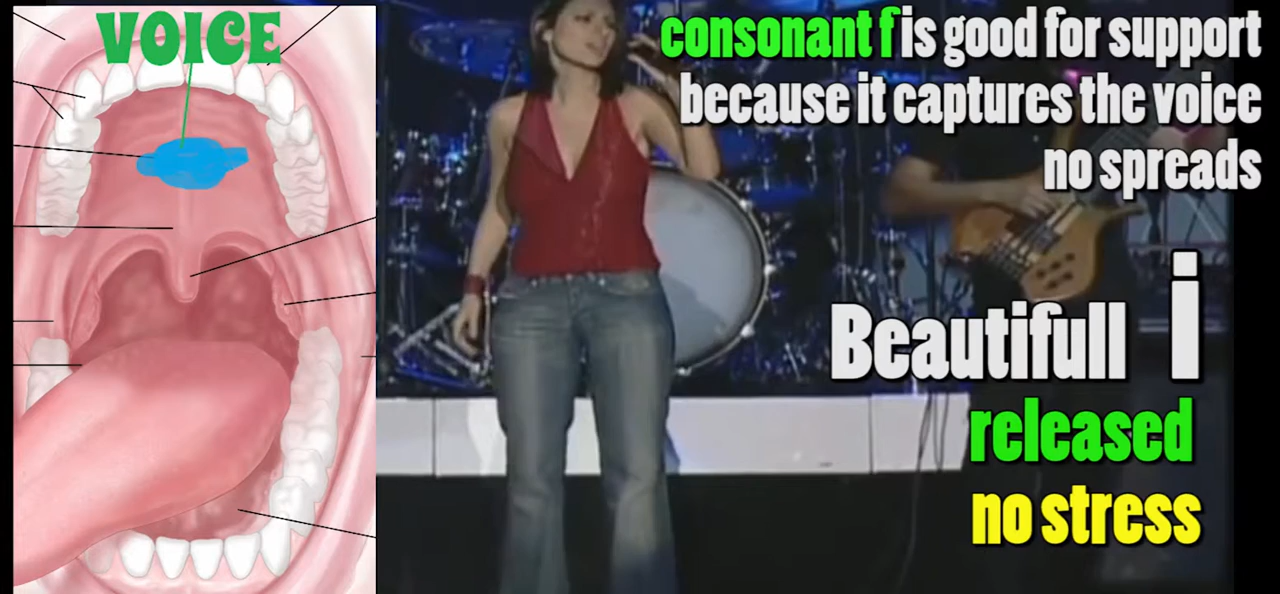 VOICE
consonant f is good for support
because it captures the voice
no spreads
Beautifull i
released
no stress